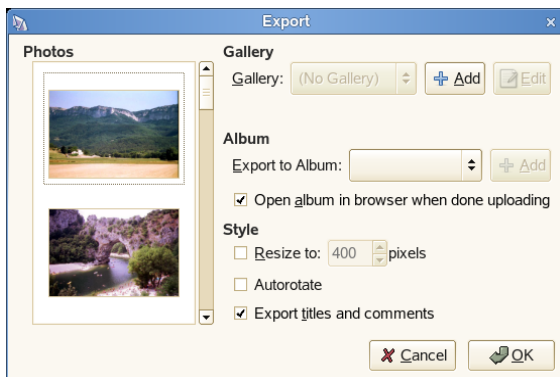 Export
Photos
Gallery
Gallery: (No Gallery) Add Edit
Album
Export to Album: Add
Open album in browser when done uploading
Style
Resize to: 400 pixels
Autorotate
Export titles and comments
Cancel OK